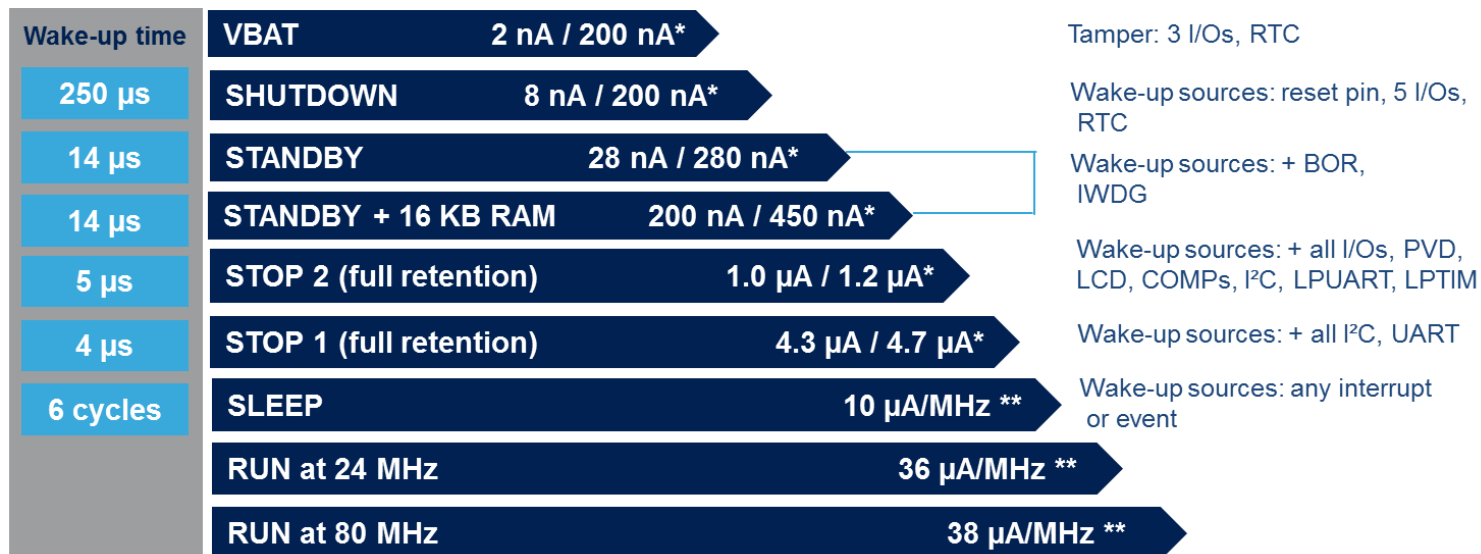 Wake-up time
VBAT 2 nA / 200 nA*
Tamper: 3 I/Os, RTC
250 µs
SHUTDOWN 8 nA / 200 nA*
Wake-up sources: reset pin, 5 I/Os,
RTC
14 µs
STANDBY 28 nA / 280 nA*
Wake-up sources: + BOR,
IWDG
14 µs
STANDBY + 16 KB RAM 200 nA / 450 nA*
5 µs
STOP 2 (full retention) 1.0 µA / 1.2 µA*
Wake-up sources: + all I/Os, PVD,
LCD, COMPs, I²C, LPUART, LPTIM
4 µs
STOP 1 (full retention) 4.3 µA / 4.7 µA*
Wake-up sources: + all I²C, UART
6 cycles
SLEEP 10 µA/MHz **
Wake-up sources: any interrupt
or event
RUN at 24 MHz 36 µA/MHz **
RUN at 80 MHz 38 µA/MHz **